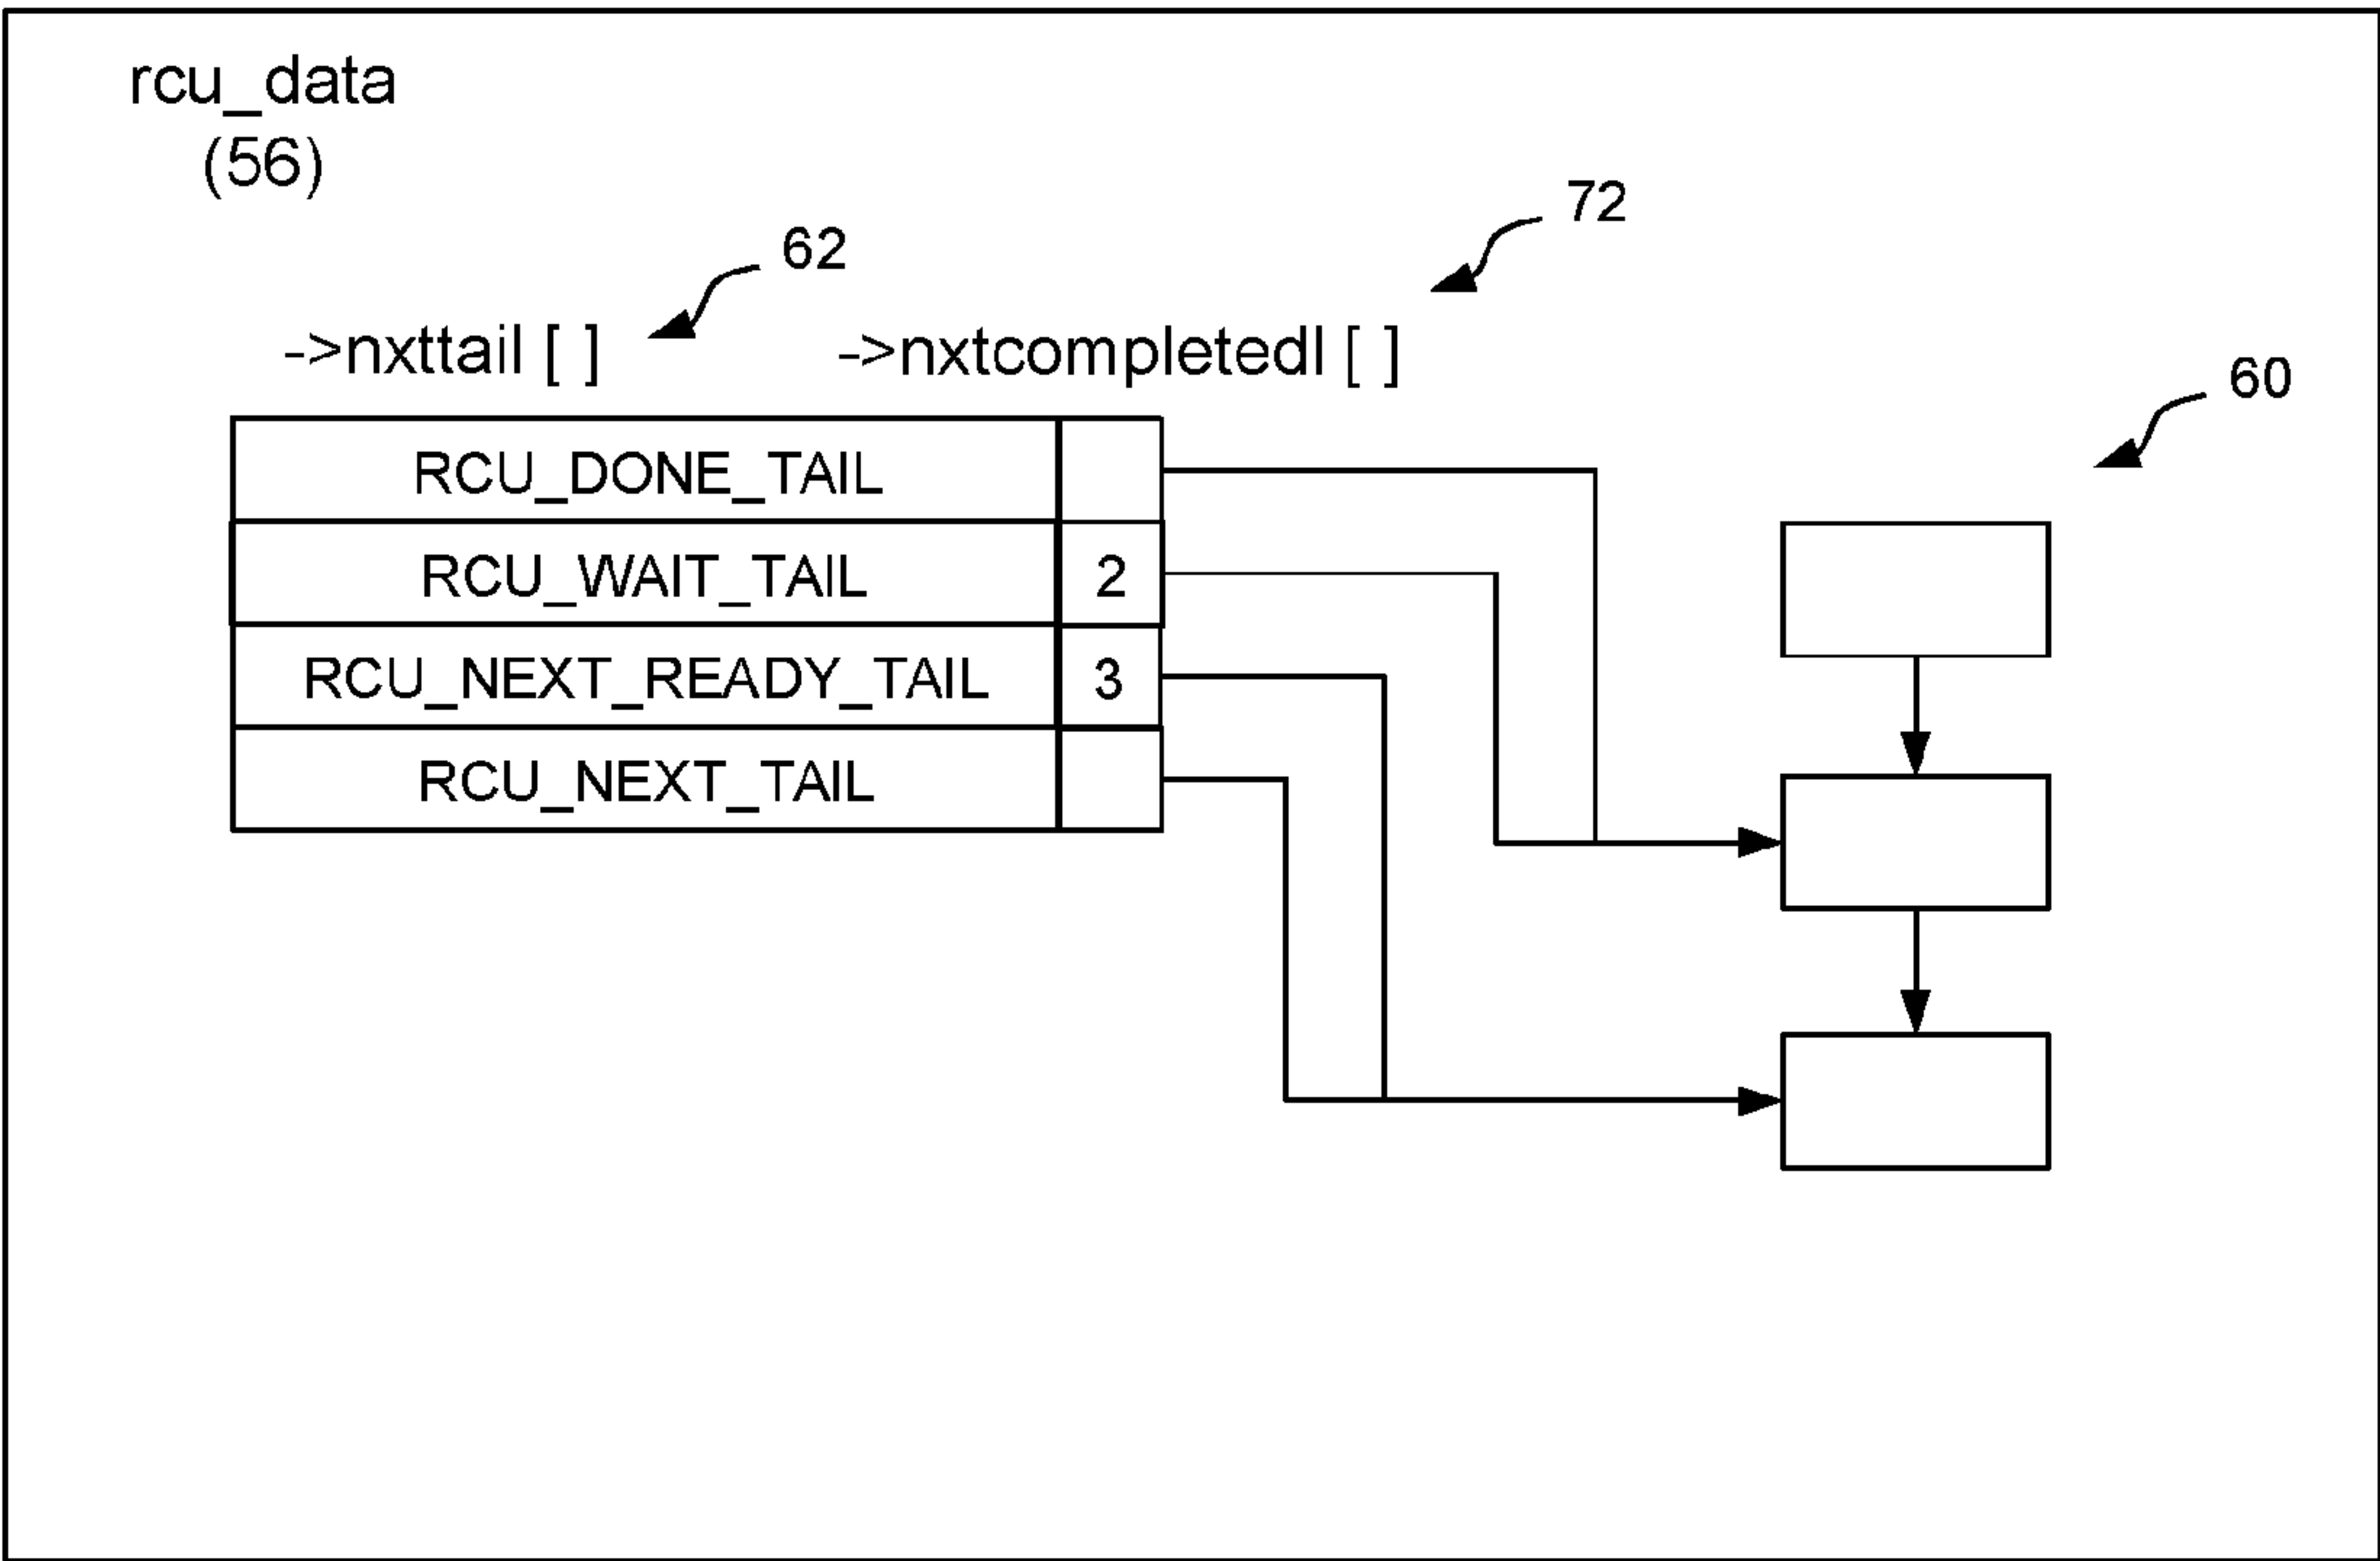 rcu_data
(56)
72
62
->nxttail [ ]
->nxtcompletedl [ ]
60
RCU_DONE_TAIL
RCU_WAIT_TAIL 2
RCU_NEXT_READY_TAIL 3
RCU_NEXT_TAIL